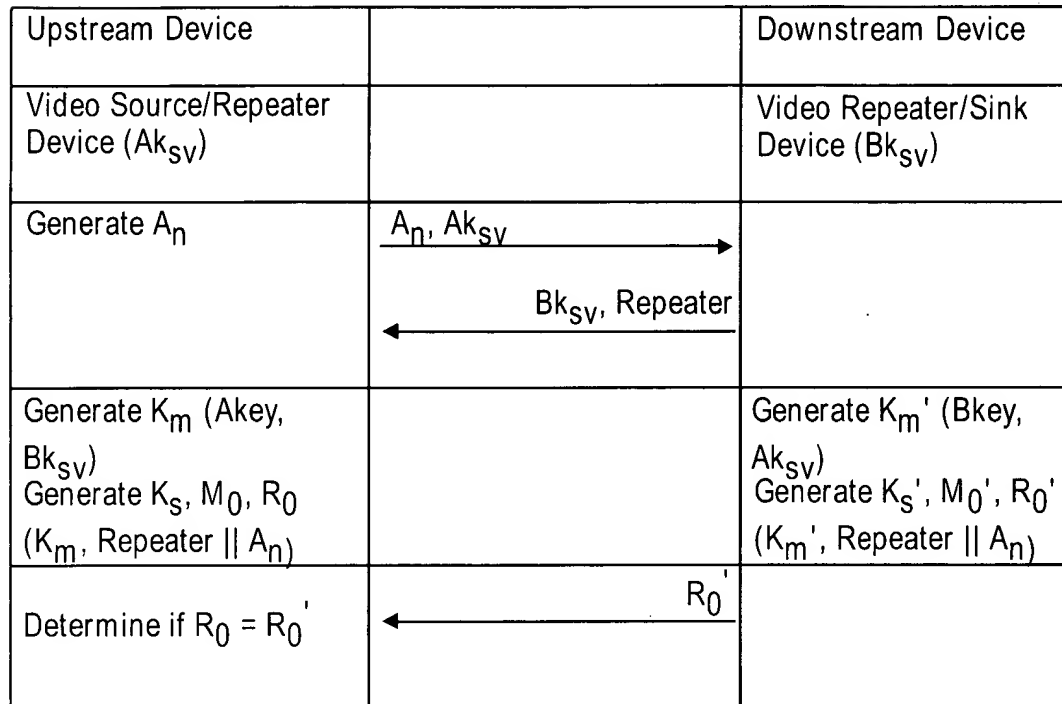 Upstream Device
Downstream Device
Video Source/Repeater
Device (Ak_sv)
Video Repeater/Sink
Device (Bk_sv)
Generate A_n
A_n, Ak_sv
Bk_sv, Repeater
Generate K_m (Akey,
Bk_sv)
Generate K_s, M_0, R_0
(K_m, Repeater || A_n)
Generate K_m' (Bkey,
Ak_sv)
Generate K_s', M_0', R_0'
(K_m', Repeater || A_n)
Determine if R_0 = R_0'
R_0'